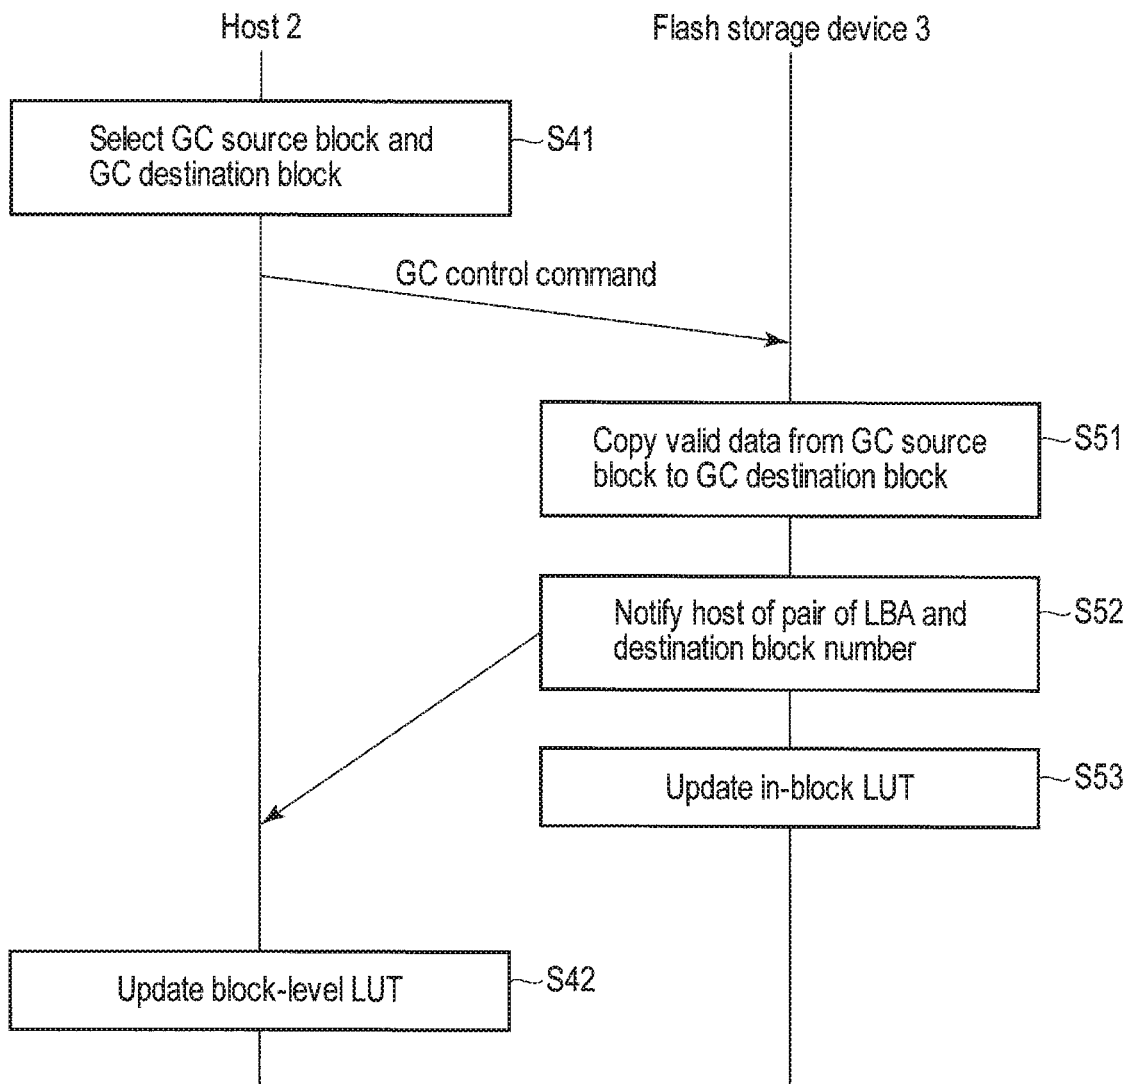 Host 2
Flash storage device 3
Select GC source block and
GC destination block
S41
GC control command
Copy valid data from GC source
block to GC destination block
S51
Notify host of pair of LBA and
destination block number
S52
Update in-block LUT
S53
Update block-level LUT
S42